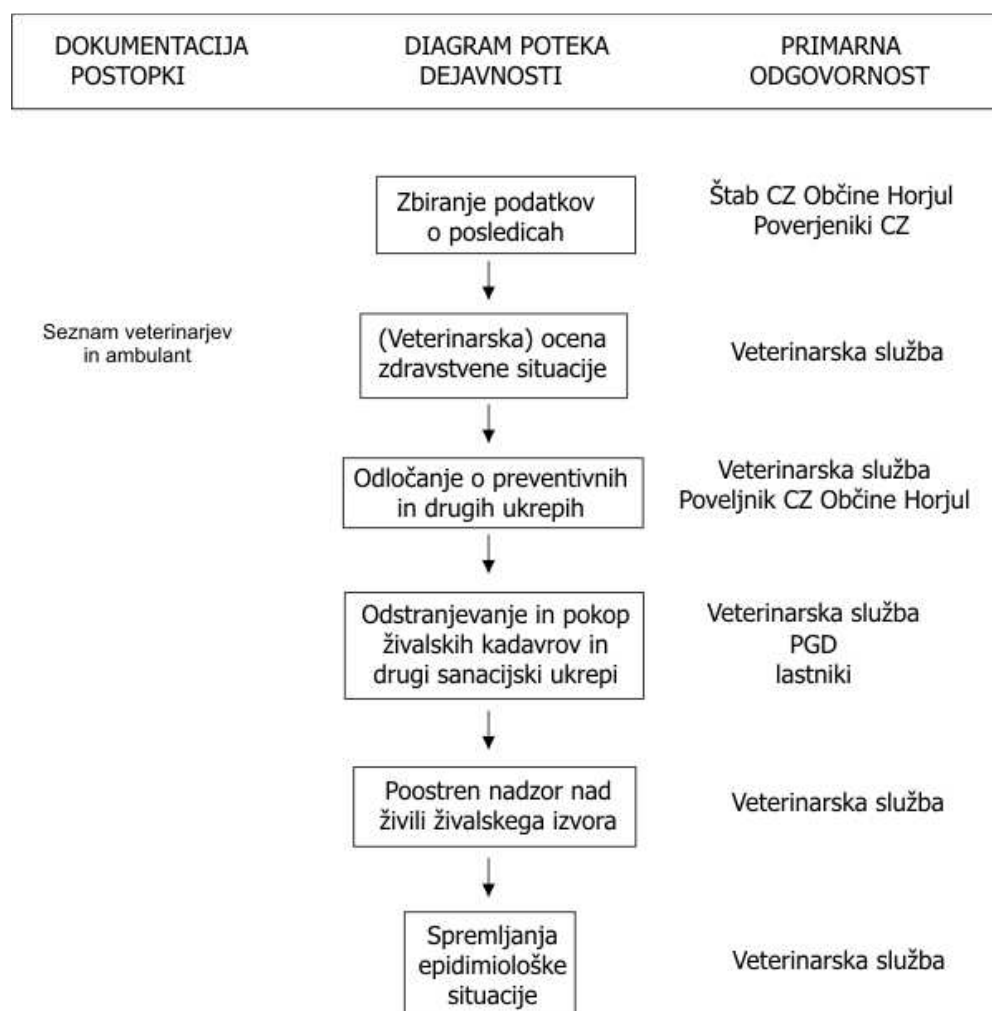 DOKUMENTACIJA
POSTOPKI
DIAGRAM POTEKA
DEJAVNOSTI
PRIMARNA
ODGOVORNOST
Zbiranje podatkov
o posledicah
Štab CZ Občine Horjul
Poverjeniki CZ
Seznam veterinarjev
in ambulant
(Veterinarska) ocena
zdravstvene situacije
Veterinarska služba
Odločanje o preventivnih
in drugih ukrepih
Veterinarska služba
Poveljnik CZ Občine Horjul
Odstranjevanje in pokop
živalskih kadavrov in
drugi sanacijski ukrepi
Veterinarska služba
PGD
lastniki
Poostren nadzor nad
živili živalskega izvora
Veterinarska služba
Spremljanja
epidimiološke
situacije
Veterinarska služba